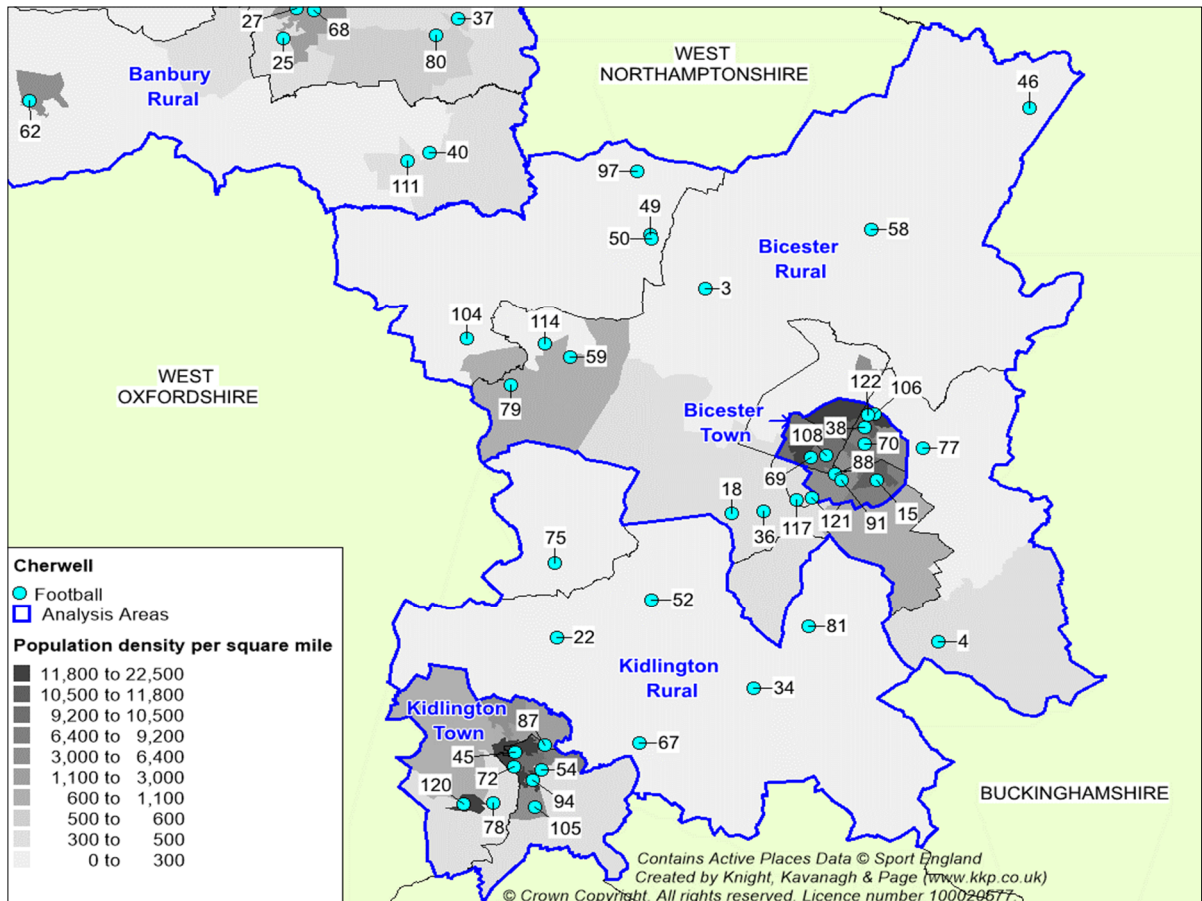 27
68
37
25
80
WEST
NORTHAMPTONSHIRE
Banbury
Rural
46
62
40
111
97
49
50
58
Bicester
Rural
3
104
114
59
WEST
OXFORDSHIRE
79
122
106
Bicester
Town
108
38
70
77
88
69
18
36
117
121
91
15
75
52
22
81
4
Kidlington
Rural
34
Kidlington
Town
87
45
67
72
54
120
94
78
105
BUCKINGHAMSHIRE
Cherwell
Football
Analysis Areas
Population density per square mile
11,800 to 22,500
10,500 to 11,800
9,200 to 10,500
6,400 to 9,200
3,000 to 6,400
1,100 to 3,000
600 to 1,100
500 to 600
300 to 500
0 to 300
Contains Active Places Data © Sport England
Created by Knight, Kavanagh & Page (www.kkp.co.uk)
© Crown Copyright. All rights reserved. Licence number 100020577